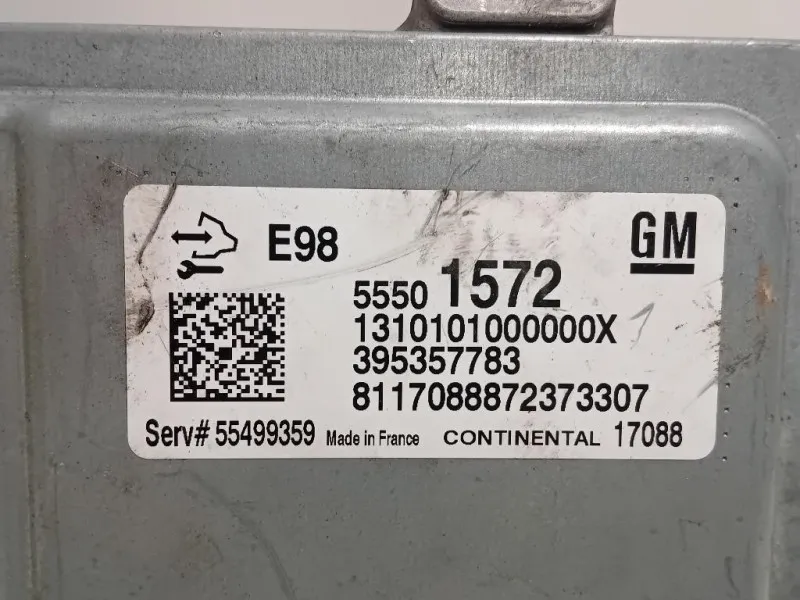 E98
GM
5550 1572
1310101000000X
395357783
8117088872373307
Serv# 55499359 Made in France CONTINENTAL 17088